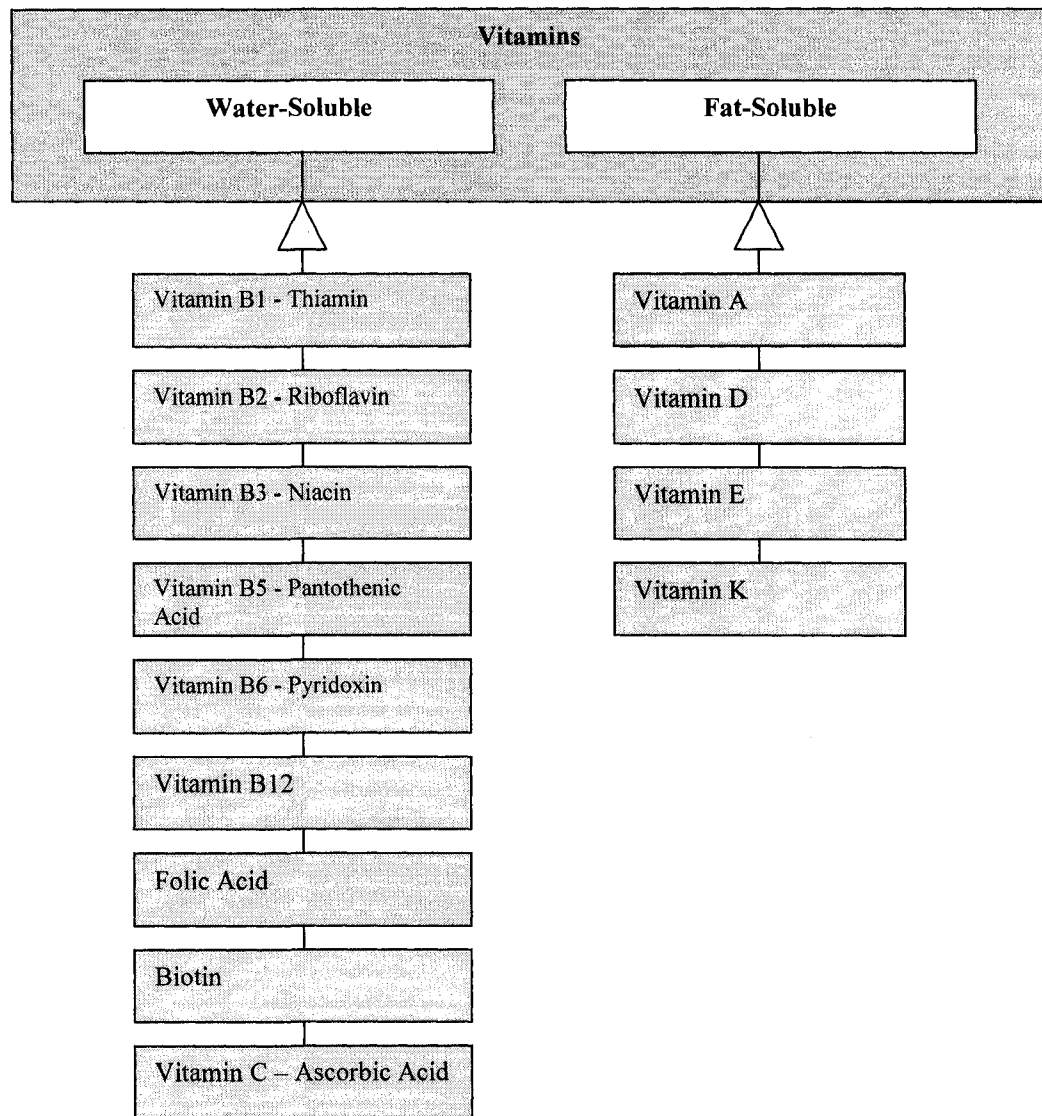 Vitamins
Water-Soluble
Fat-Soluble
Vitamin B1 - Thiamin
Vitamin B2 - Riboflavin
Vitamin B3 - Niacin
Vitamin B5 - Pantothenic
Acid
Vitamin B6 - Pyridoxin
Vitamin B12
Folic Acid
Biotin
Vitamin C – Ascorbic Acid
Vitamin A
Vitamin D
Vitamin E
Vitamin K